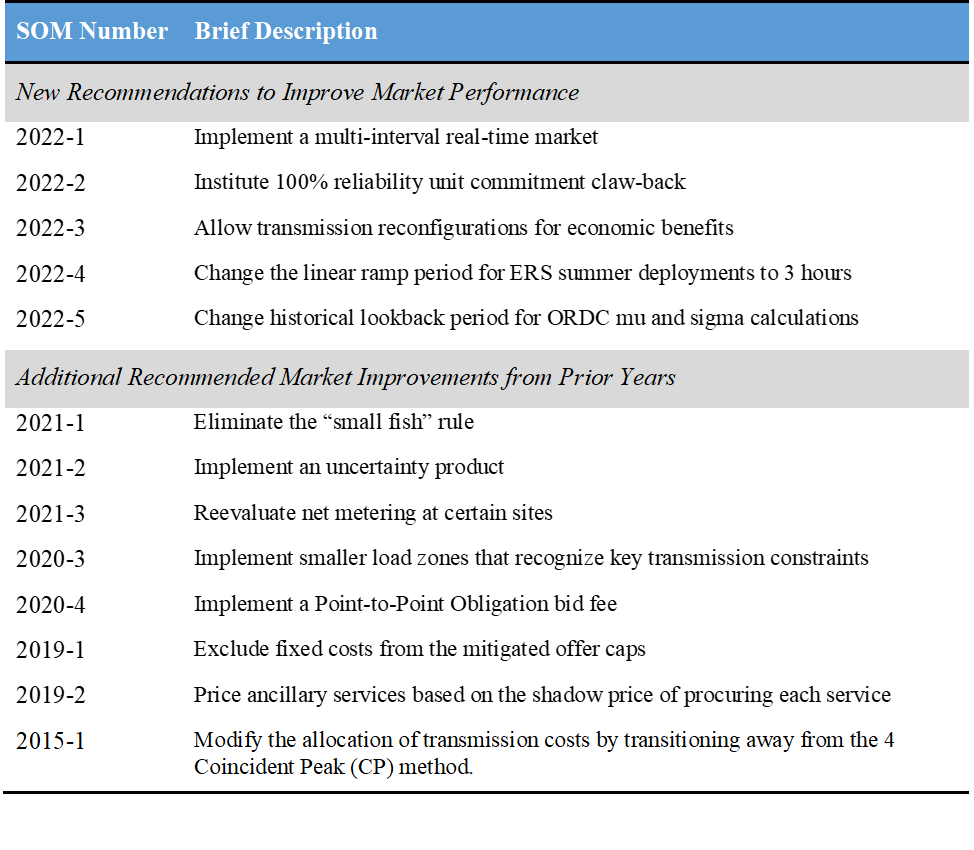 SOM Number Brief Description
New Recommendations to Improve Market Performance
2022-1 Implement a multi-interval real-time market
2022-2 Institute 100% reliability unit commitment claw-back
2022-3 Allow transmission reconfigurations for economic benefits
2022-4 Change the linear ramp period for ERS summer deployments to 3 hours
2022-5 Change historical lookback period for ORDC mu and sigma calculations
Additional Recommended Market Improvements from Prior Years
2021-1 Eliminate the “small fish” rule
2021-2 Implement an uncertainty product
2021-3 Reevaluate net metering at certain sites
2020-3 Implement smaller load zones that recognize key transmission constraints
2020-4 Implement a Point-to-Point Obligation bid fee
2019-1 Exclude fixed costs from the mitigated offer caps
2019-2 Price ancillary services based on the shadow price of procuring each service
2015-1 Modify the allocation of transmission costs by transitioning away from the 4
Coincident Peak (CP) method.